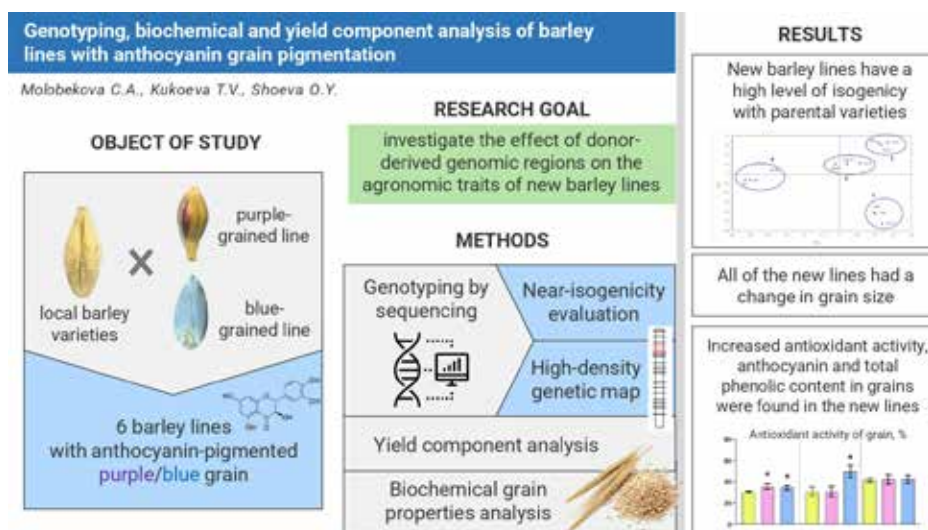 Genotyping, biochemical and yield component analysis of barley
lines with anthocyanin grain pigmentation
Molobekova C.A., Kukoeva T.V., Shoeva O.Y.
OBJECT OF STUDY
purple-
grained line
local barley
varieties
blue-
grained line
6 barley lines
with anthocyanin-pigmented
purple/blue grain
RESEARCH GOAL
investigate the effect of donor-
derived genomic regions on the
agronomic traits of new barley lines
METHODS
Genotyping by
sequencing
Near-isogenicity
evaluation
High-density
genetic map
Yield component analysis
Biochemical grain
properties analysis
RESULTS
New barley lines have a
high level of isogenicity
with parental varieties
All of the new lines had a
change in grain size
Increased antioxidant activity,
anthocyanin and total
phenolic content in grains
were found in the new lines
Antioxidant activity of grain, %